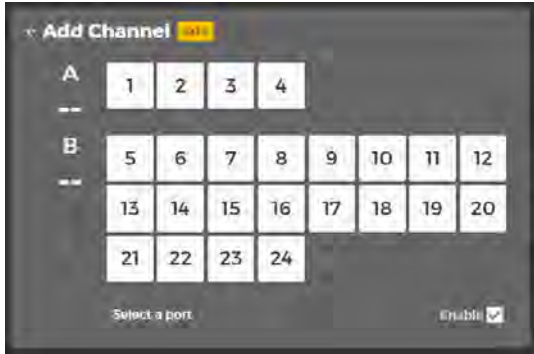 ← Add Channel
A 1 2 3 4
--
B 5 6 7 8 9 10 11 12
--
13 14 15 16 17 18 19 20
21 22 23 24
Select a port Enable